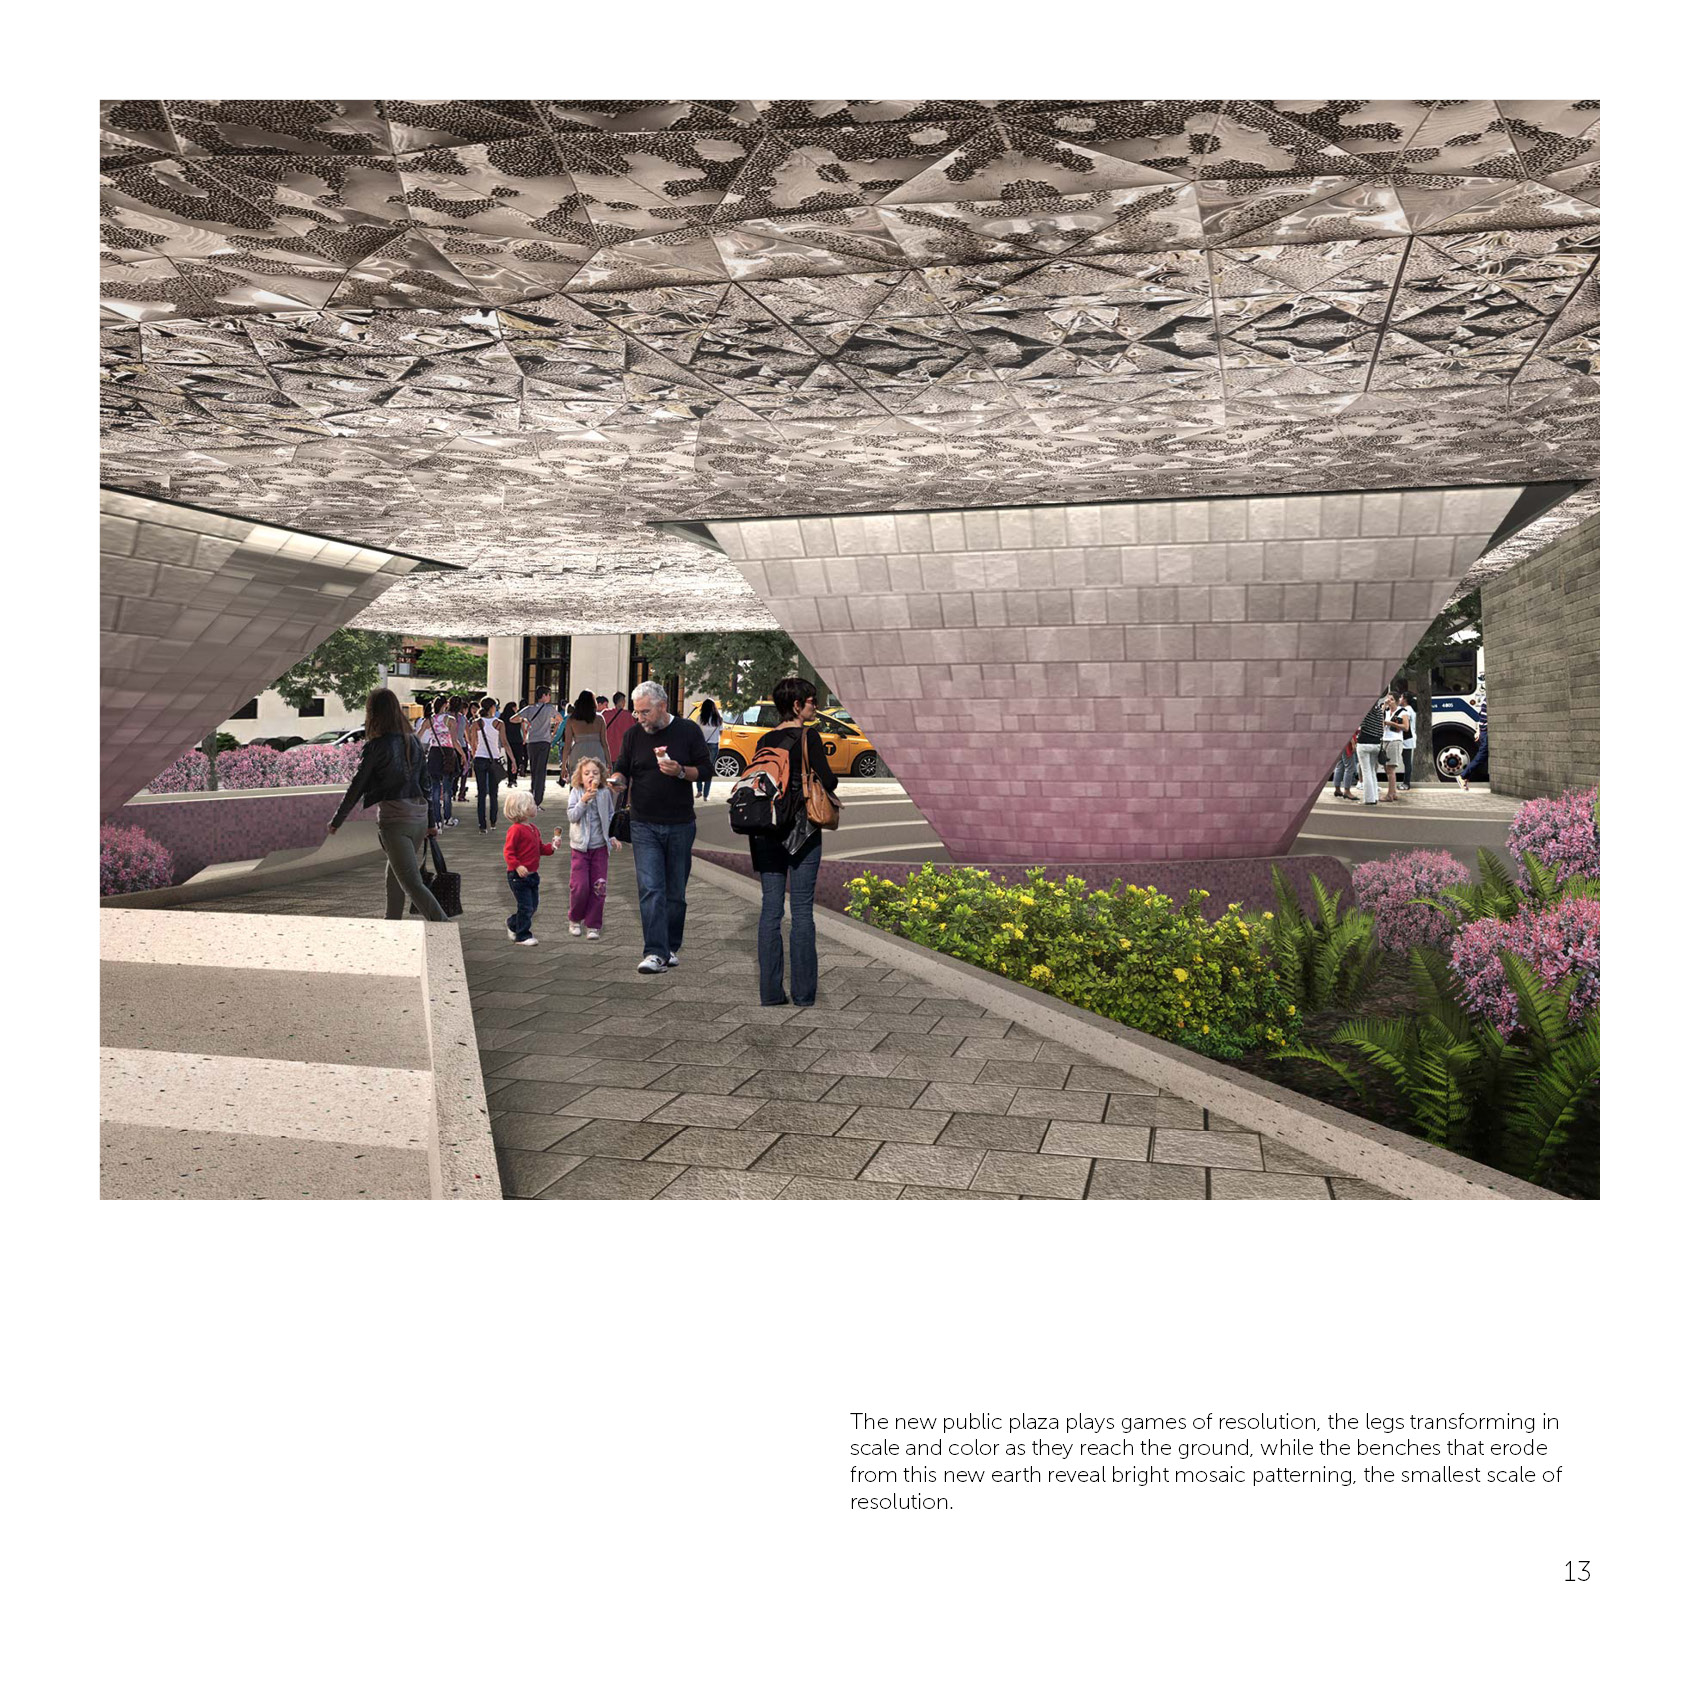 The new public plaza plays games of resolution, the legs transforming in
scale and color as they reach the ground, while the benches that erode
from this new earth reveal bright mosaic patterning, the smallest scale of
resolution.
13